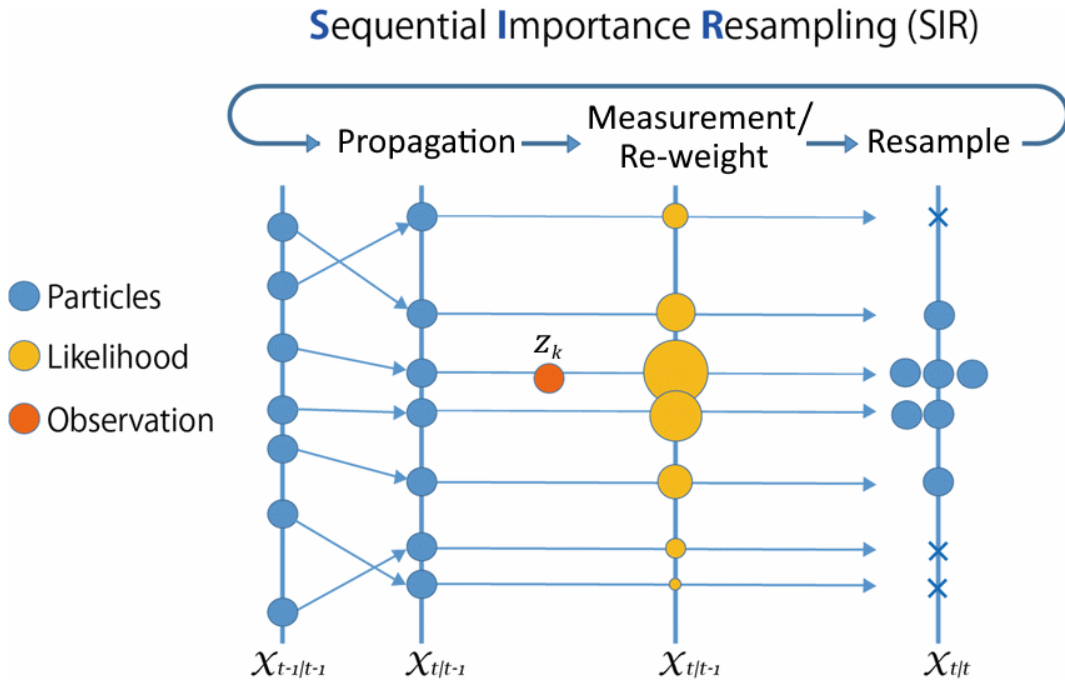 Sequential Importance Resampling (SIR)
Propagation
Measurement/
Re-weight
Resample
Particles
Likelihood
Observation
z_k
X_{t-1|t-1}
X_{t|t-1}
X_{t|t-1}
X_{t|t}